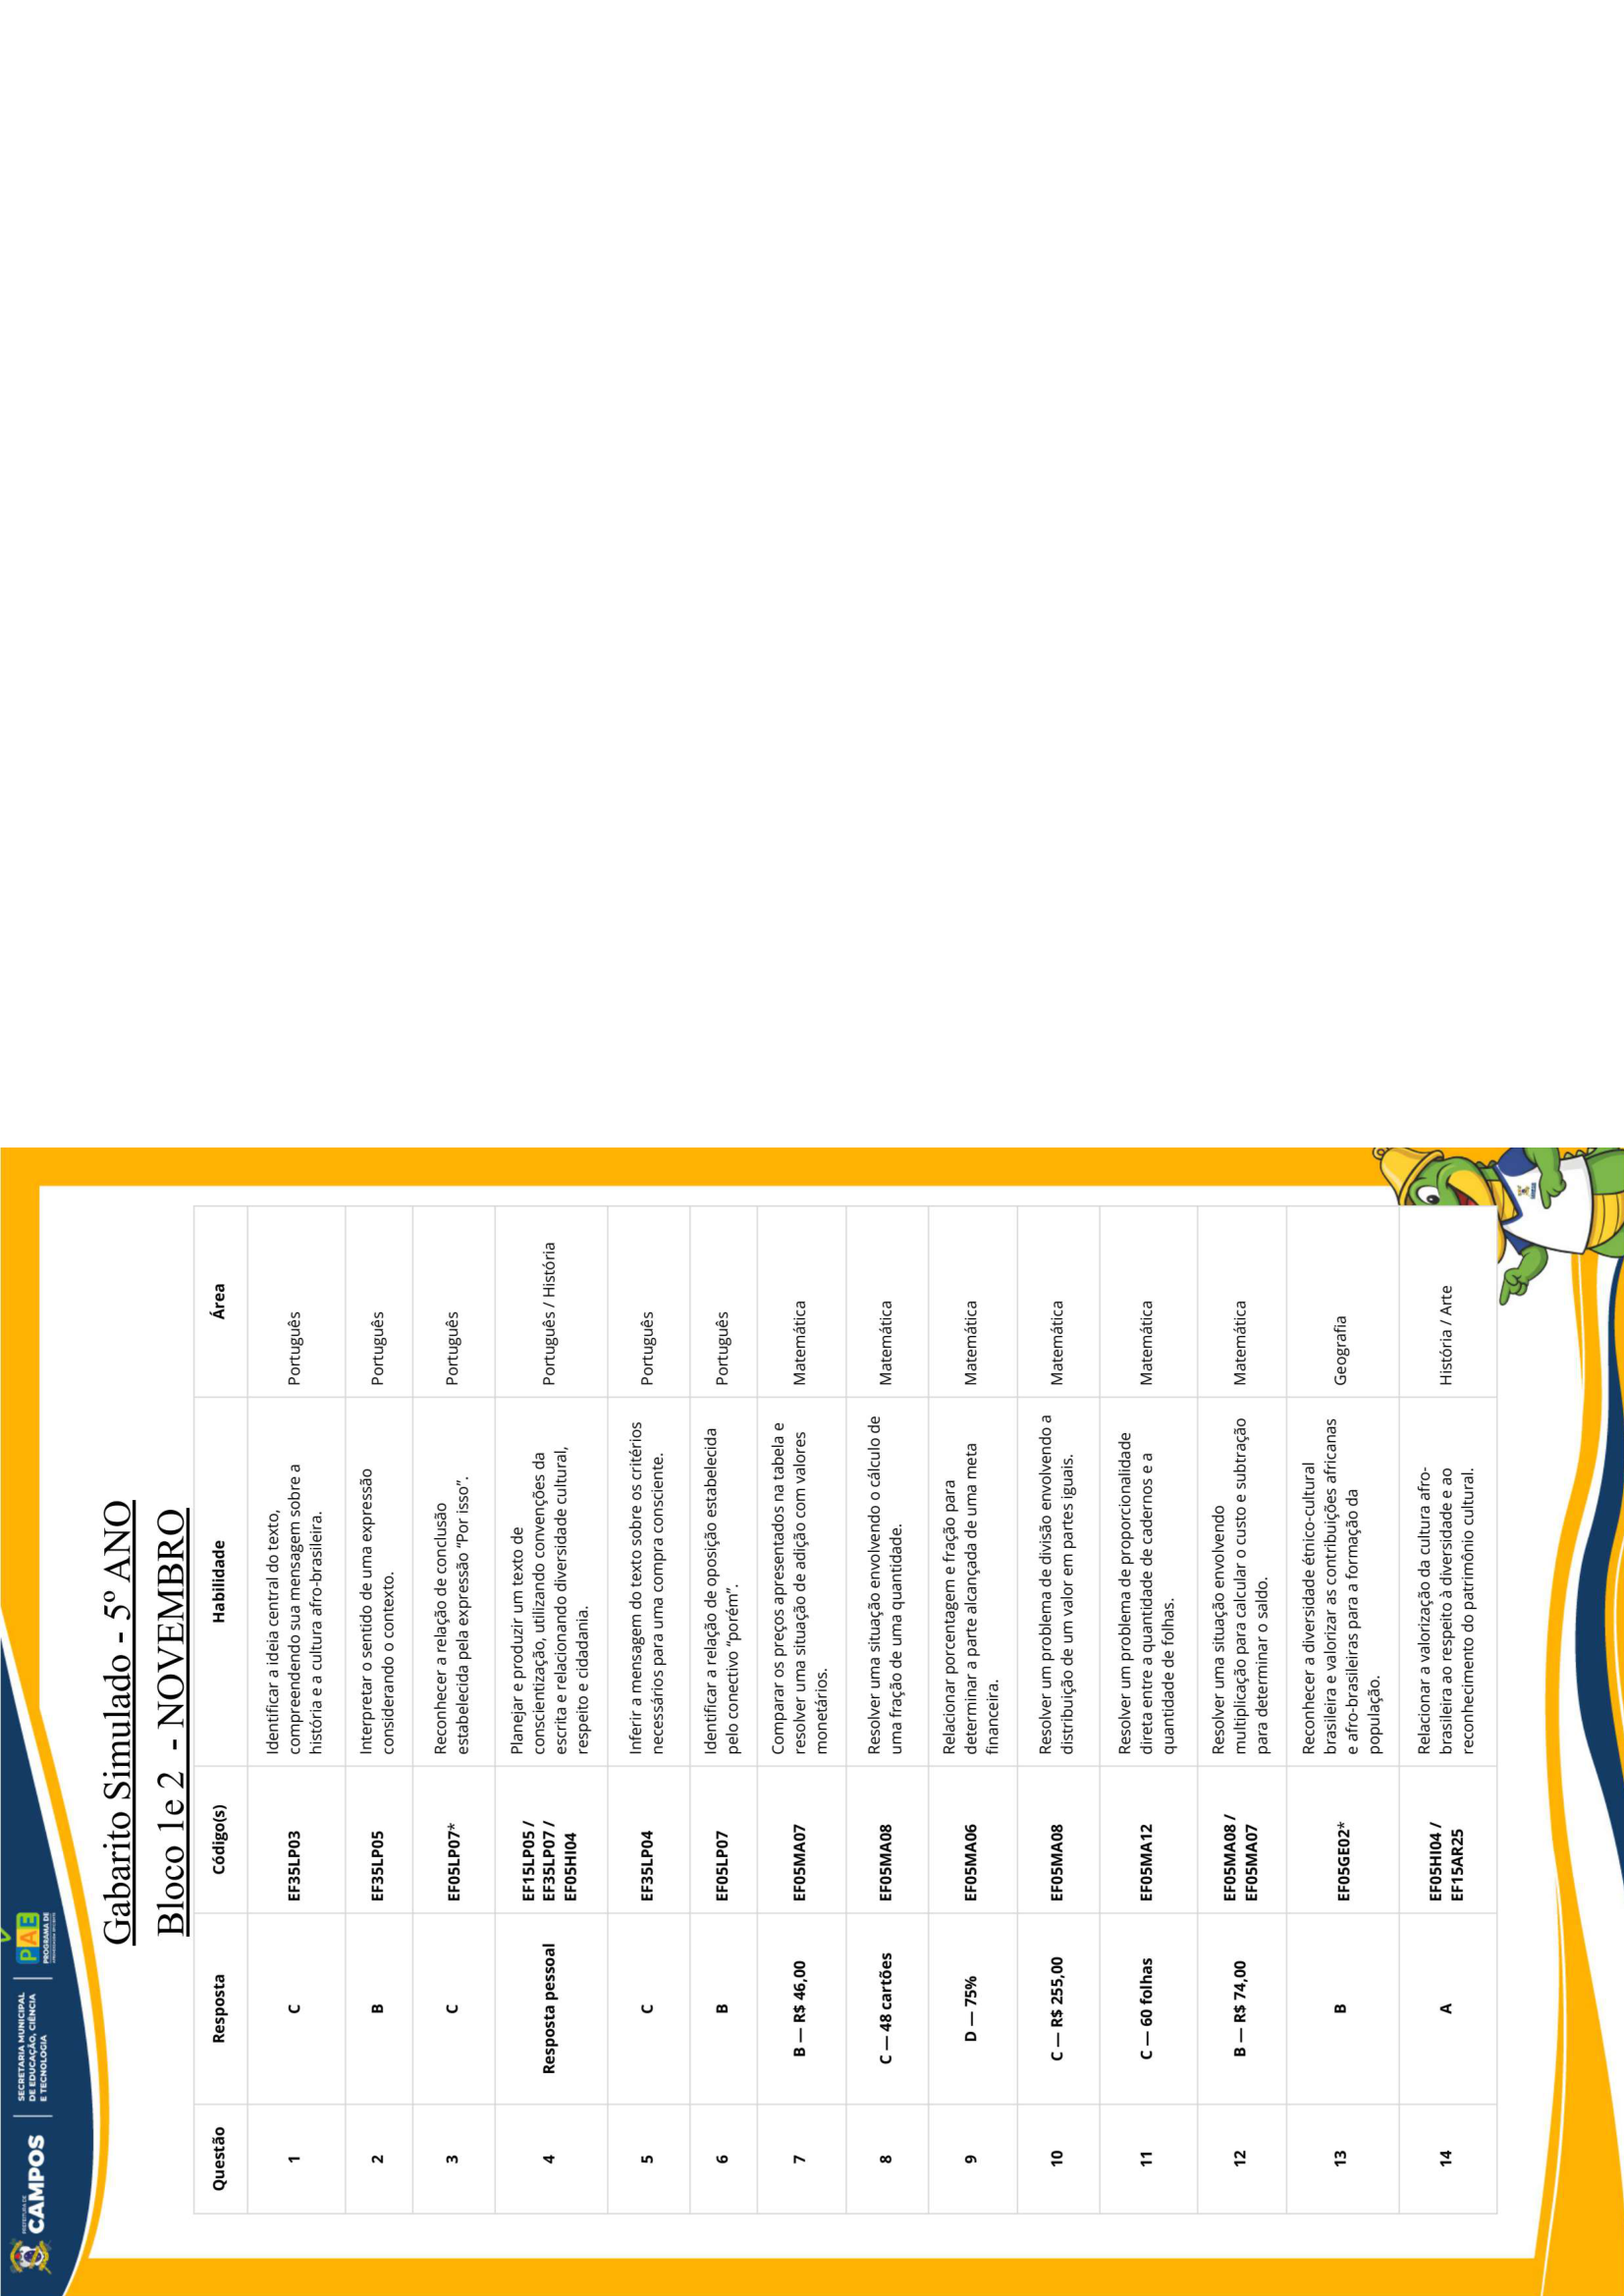 PREFEITURA DE
CAMPOS
SECRETARIA MUNICIPAL
DE EDUCAÇÃO, CIÊNCIA
E TECNOLOGIA
PAE
PROGRAMA DE
Gabarito Simulado - 5º ANO
Bloco 1e 2 - NOVEMBRO
Questão Resposta Código(s) Habilidade Área
1 C EF35LP03 Identificar a ideia central do texto,
compreendendo sua mensagem sobre a
história e a cultura afro-brasileira. Português
2 B EF35LP05 Interpretar o sentido de uma expressão
considerando o contexto. Português
3 C EF05LP07* Reconhecer a relação de conclusão
estabelecida pela expressão “Por isso”. Português
4 Resposta pessoal EF15LP05 /
EF35LP07 /
EF05HI04 Planejar e produzir um texto de
conscientização, utilizando convenções da
escrita e relacionando diversidade cultural,
respeito e cidadania. Português / História
5 C EF35LP04 Inferir a mensagem do texto sobre os critérios
necessários para uma compra consciente. Português
6 B EF05LP07 Identificar a relação de oposição estabelecida
pelo conectivo “porém”. Português
7 B — R$ 46,00 EF05MA07 Comparar os preços apresentados na tabela e
resolver uma situação de adição com valores
monetários. Matemática
8 C — 48 cartões EF05MA08 Resolver uma situação envolvendo o cálculo de
uma fração de uma quantidade. Matemática
9 D — 75% EF05MA06 Relacionar porcentagem e fração para
determinar a parte alcançada de uma meta
financeira. Matemática
10 C — R$ 255,00 EF05MA08 Resolver um problema de divisão envolvendo a
distribuição de um valor em partes iguais. Matemática
11 C — 60 folhas EF05MA12 Resolver um problema de proporcionalidade
direta entre a quantidade de cadernos e a
quantidade de folhas. Matemática
12 B — R$ 74,00 EF05MA08 /
EF05MA07 Resolver uma situação envolvendo
multiplicação para calcular o custo e subtração
para determinar o saldo. Matemática
13 B EF05GE02* Reconhecer a diversidade étnico-cultural
brasileira e valorizar as contribuições africanas
e afro-brasileiras para a formação da
população. Geografia
14 A EF05HI04 /
EF15AR25 Relacionar a valorização da cultura afro-
brasileira ao respeito à diversidade e ao
reconhecimento do patrimônio cultural. História / Arte